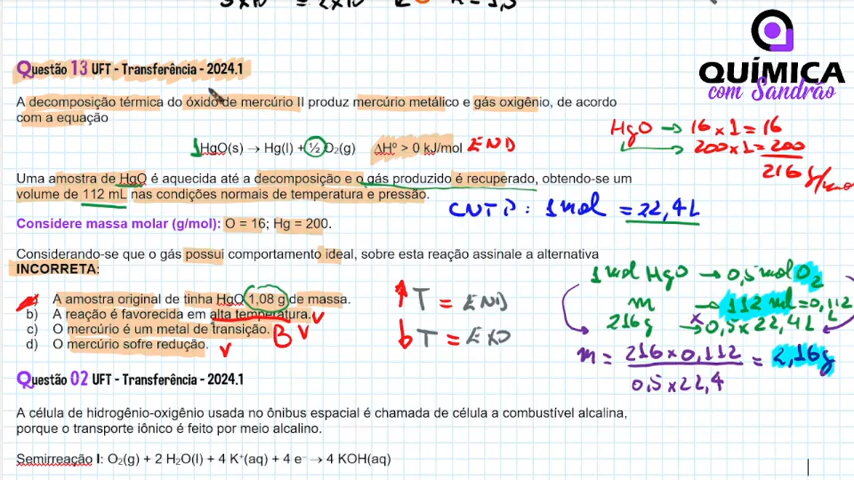 QUÍMICA
com Sandrão
Questão 13 UFT - Transferência - 2024.1
A decomposição térmica do óxido de mercúrio II produz mercúrio metálico e gás oxigênio, de acordo
com a equação
1HgO(s) → Hg(l) + ½ O₂(g) ΔH⁰ > 0 kJ/mol END
HgO → 16 x 1 = 16
200 x 1 = 200
216 g/mol
Uma amostra de HgO é aquecida até a decomposição e o gás produzido é recuperado, obtendo-se um
volume de 112 mL nas condições normais de temperatura e pressão.
CNTP: 1 mol = 22,4 L
Considere massa molar (g/mol): O = 16; Hg = 200.
Considerando-se que o gás possui comportamento ideal, sobre esta reação assinale a alternativa
INCORRETA:
A amostra original de tinha HgO 1,08 g de massa.
b) A reação é favorecida em alta temperatura. V
c) O mercúrio é um metal de transição. B V
d) O mercúrio sofre redução. V
T = END
T = EXO
1 mol HgO → 0,5 mol O₂
m → 112 ml = 0,112 L
216g → 0,5 x 22,4 L
m = 216 x 0,112 = 2,16g
0,5 x 22,4
Questão 02 UFT - Transferência - 2024.1
A célula de hidrogênio-oxigênio usada no ônibus espacial é chamada de célula a combustível alcalina,
porque o transporte iônico é feito por meio alcalino.
Semirreação I: O₂(g) + 2 H₂O(l) + 4 K⁺(aq) + 4 e⁻ → 4 KOH(aq)